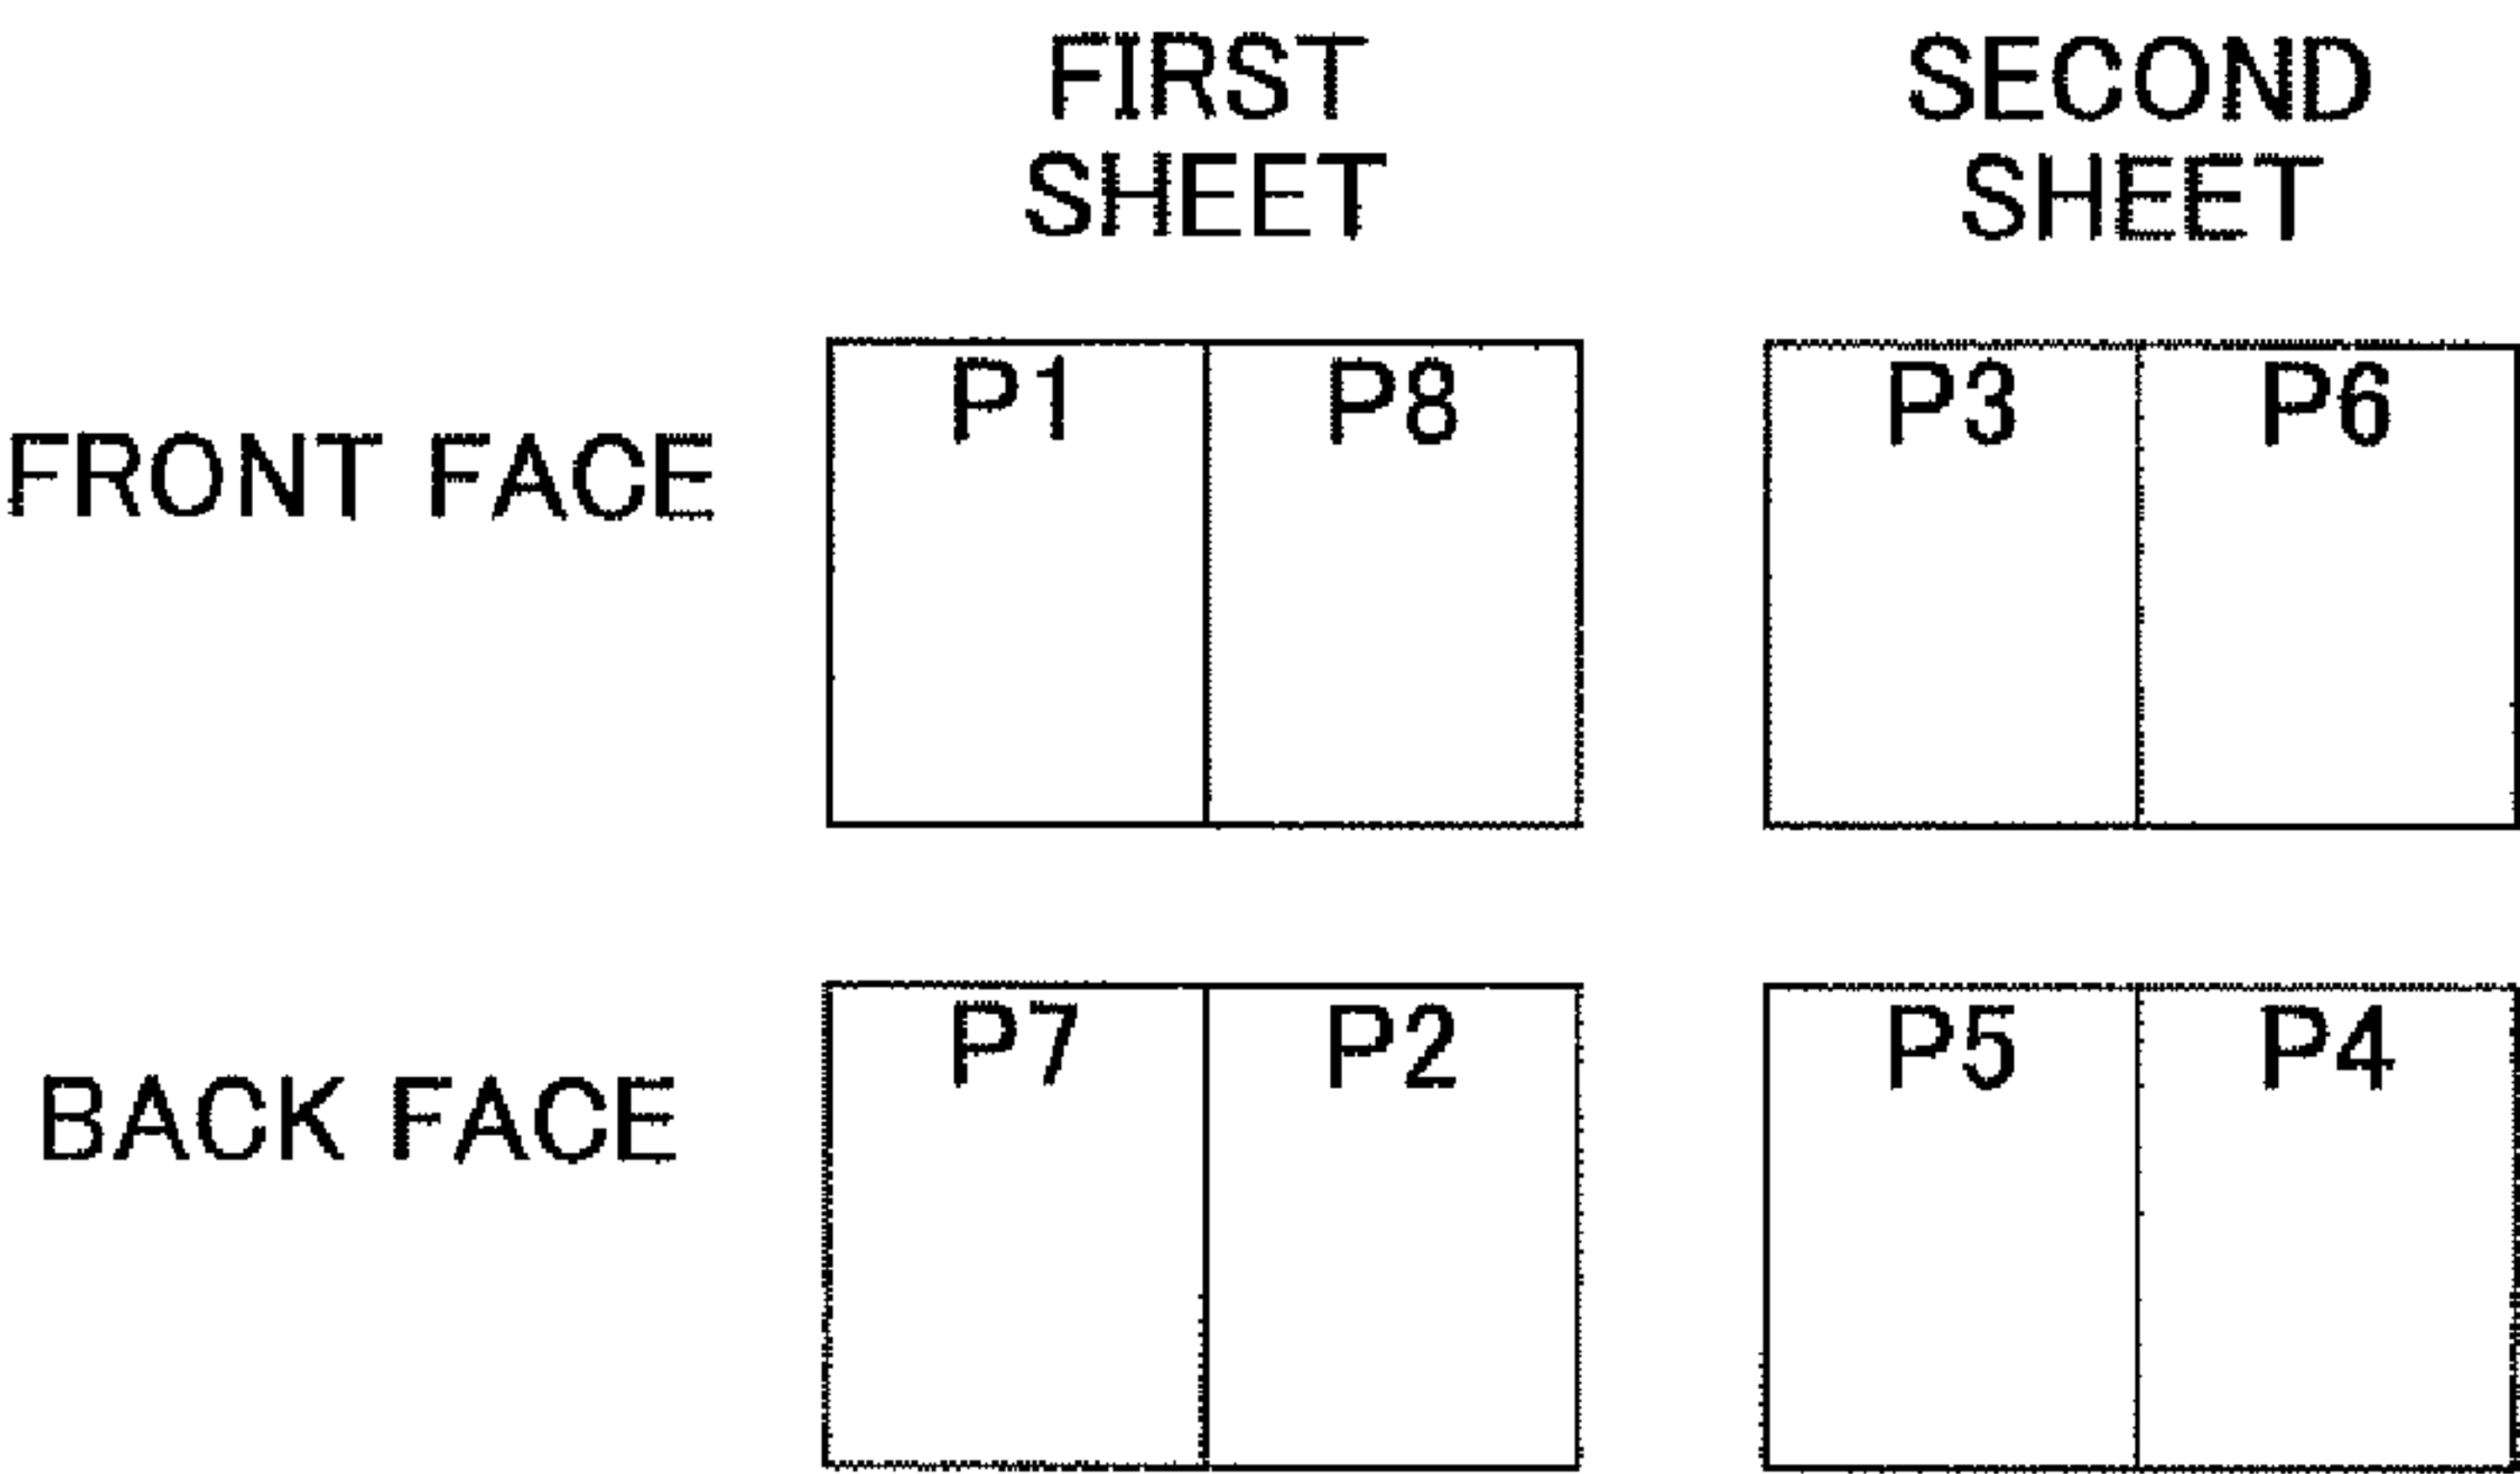 FIRST
SHEET
SECOND
SHEET
FRONT FACE
P1 P8 P3 P6
BACK FACE
P7 P2 P5 P4